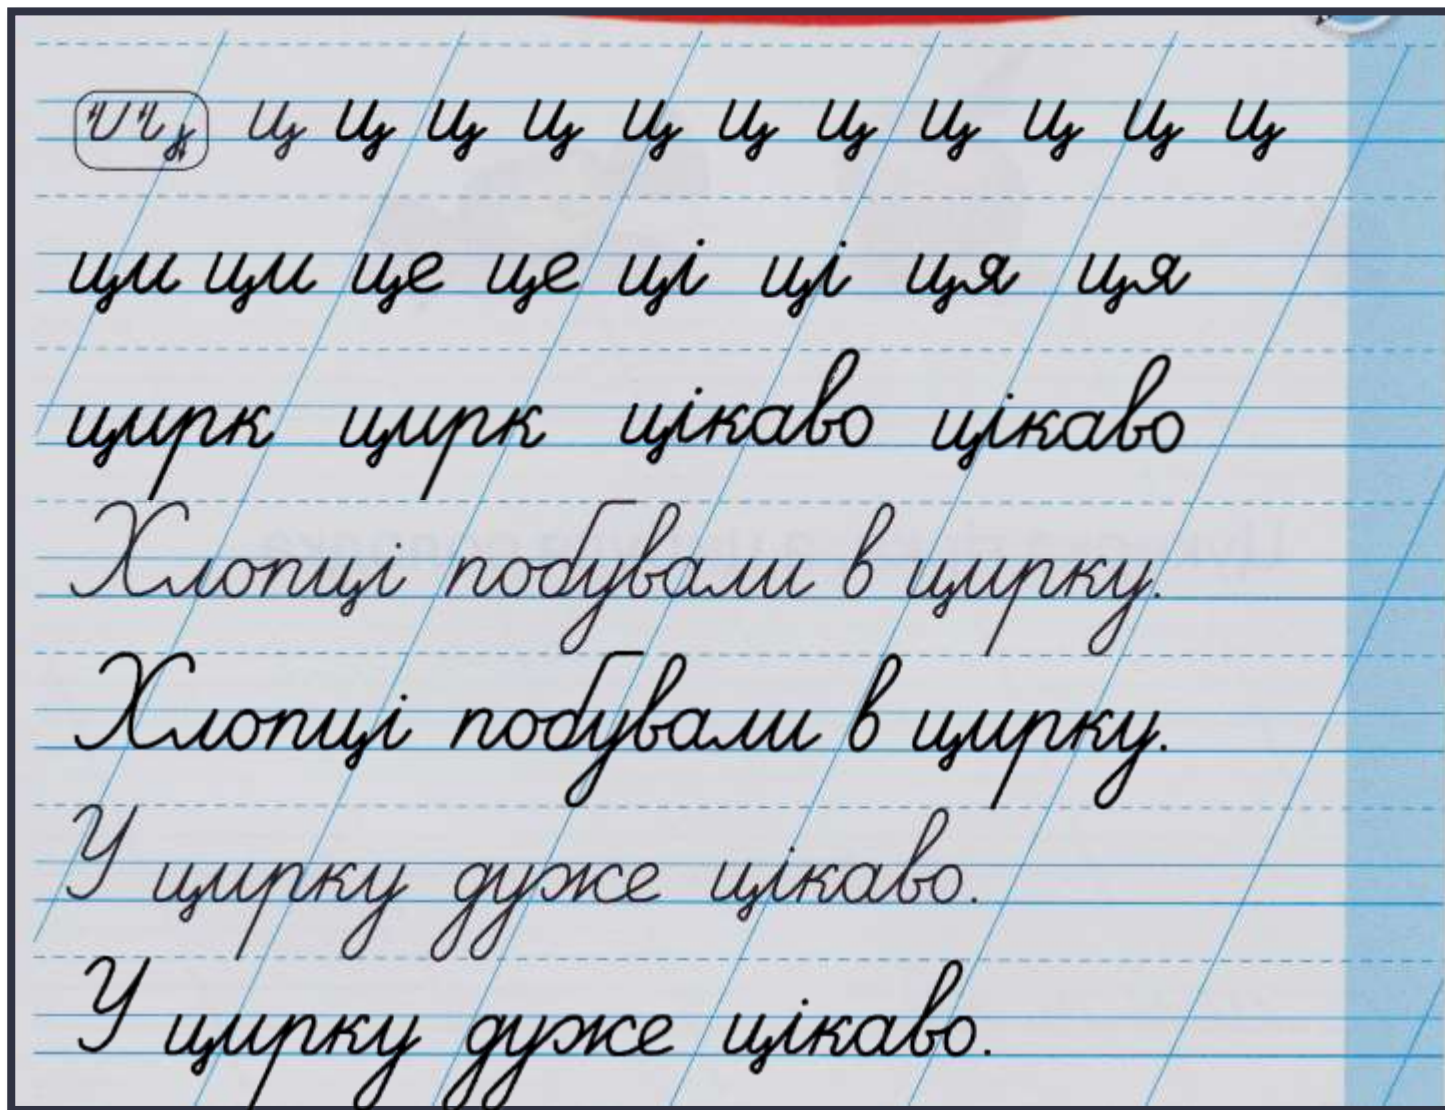 ц ц ц ц ц ц ц ц ц ц ц
ци ци це це ці ці ця ця
цирк цирк цікаво цікаво
Хлопці побували в цирку.
Хлопці побували в цирку.
У цирку дуже цікаво.
У цирку дуже цікаво.